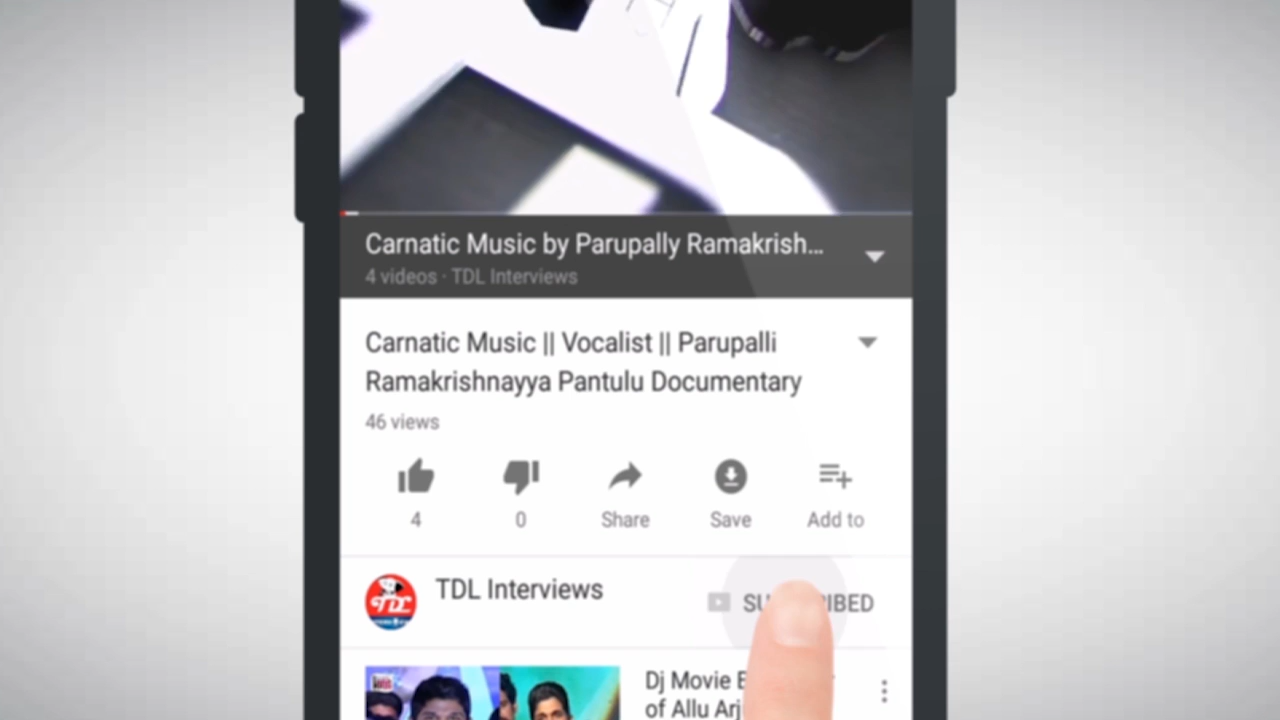 Carnatic Music by Parupally Ramakrish...
4 videos · TDL Interviews
Carnatic Music || Vocalist || Parupalli
Ramakrishnayya Pantulu Documentary
46 views
4
0
Share
Save
Add to
TDL Interviews
TDL
Dj Movie
of Allu